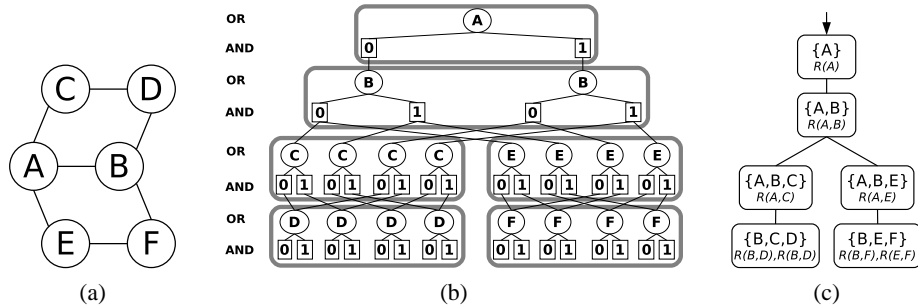 C D
A B
E F
(a)
OR A
AND 0 1
OR B B
AND 0 1 0 1
OR C C C C E E E E
AND 0 1 0 1 0 1 0 1 0 1 0 1 0 1 0 1
OR D D D D F F F F
AND 0 1 0 1 0 1 0 1 0 1 0 1 0 1 0 1
(b)
{A}
R(A)
{A,B}
R(A,B)
{A,B,C} {A,B,E}
R(A,C) R(A,E)
{B,C,D} {B,E,F}
R(B,D),R(B,D) R(B,F),R(E,F)
(c)